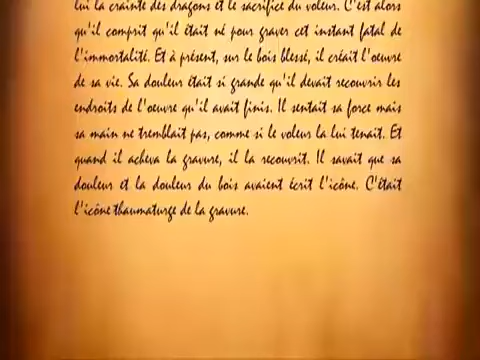 lui la crainte des dragons et le sacrifice du voleur. C'est alors
qu'il comprit qu'il était né pour graver cet instant fatal de
l'immortalité. Et à présent, sur le bois blessé, il créait l'oeuvre
de sa vie. Sa douleur était si grande qu'il devait recouvrir les
endroits de l'oeuvre qu'il avait finis. Il sentait sa force mais
sa main ne tremblait pas, comme si le voleur la lui tenait. Et
quand il acheva la gravure, il la recouvrit. Il savait que sa
douleur et la douleur du bois avaient écrit l'icône. C'était
l'icône thaumaturge de la gravure.